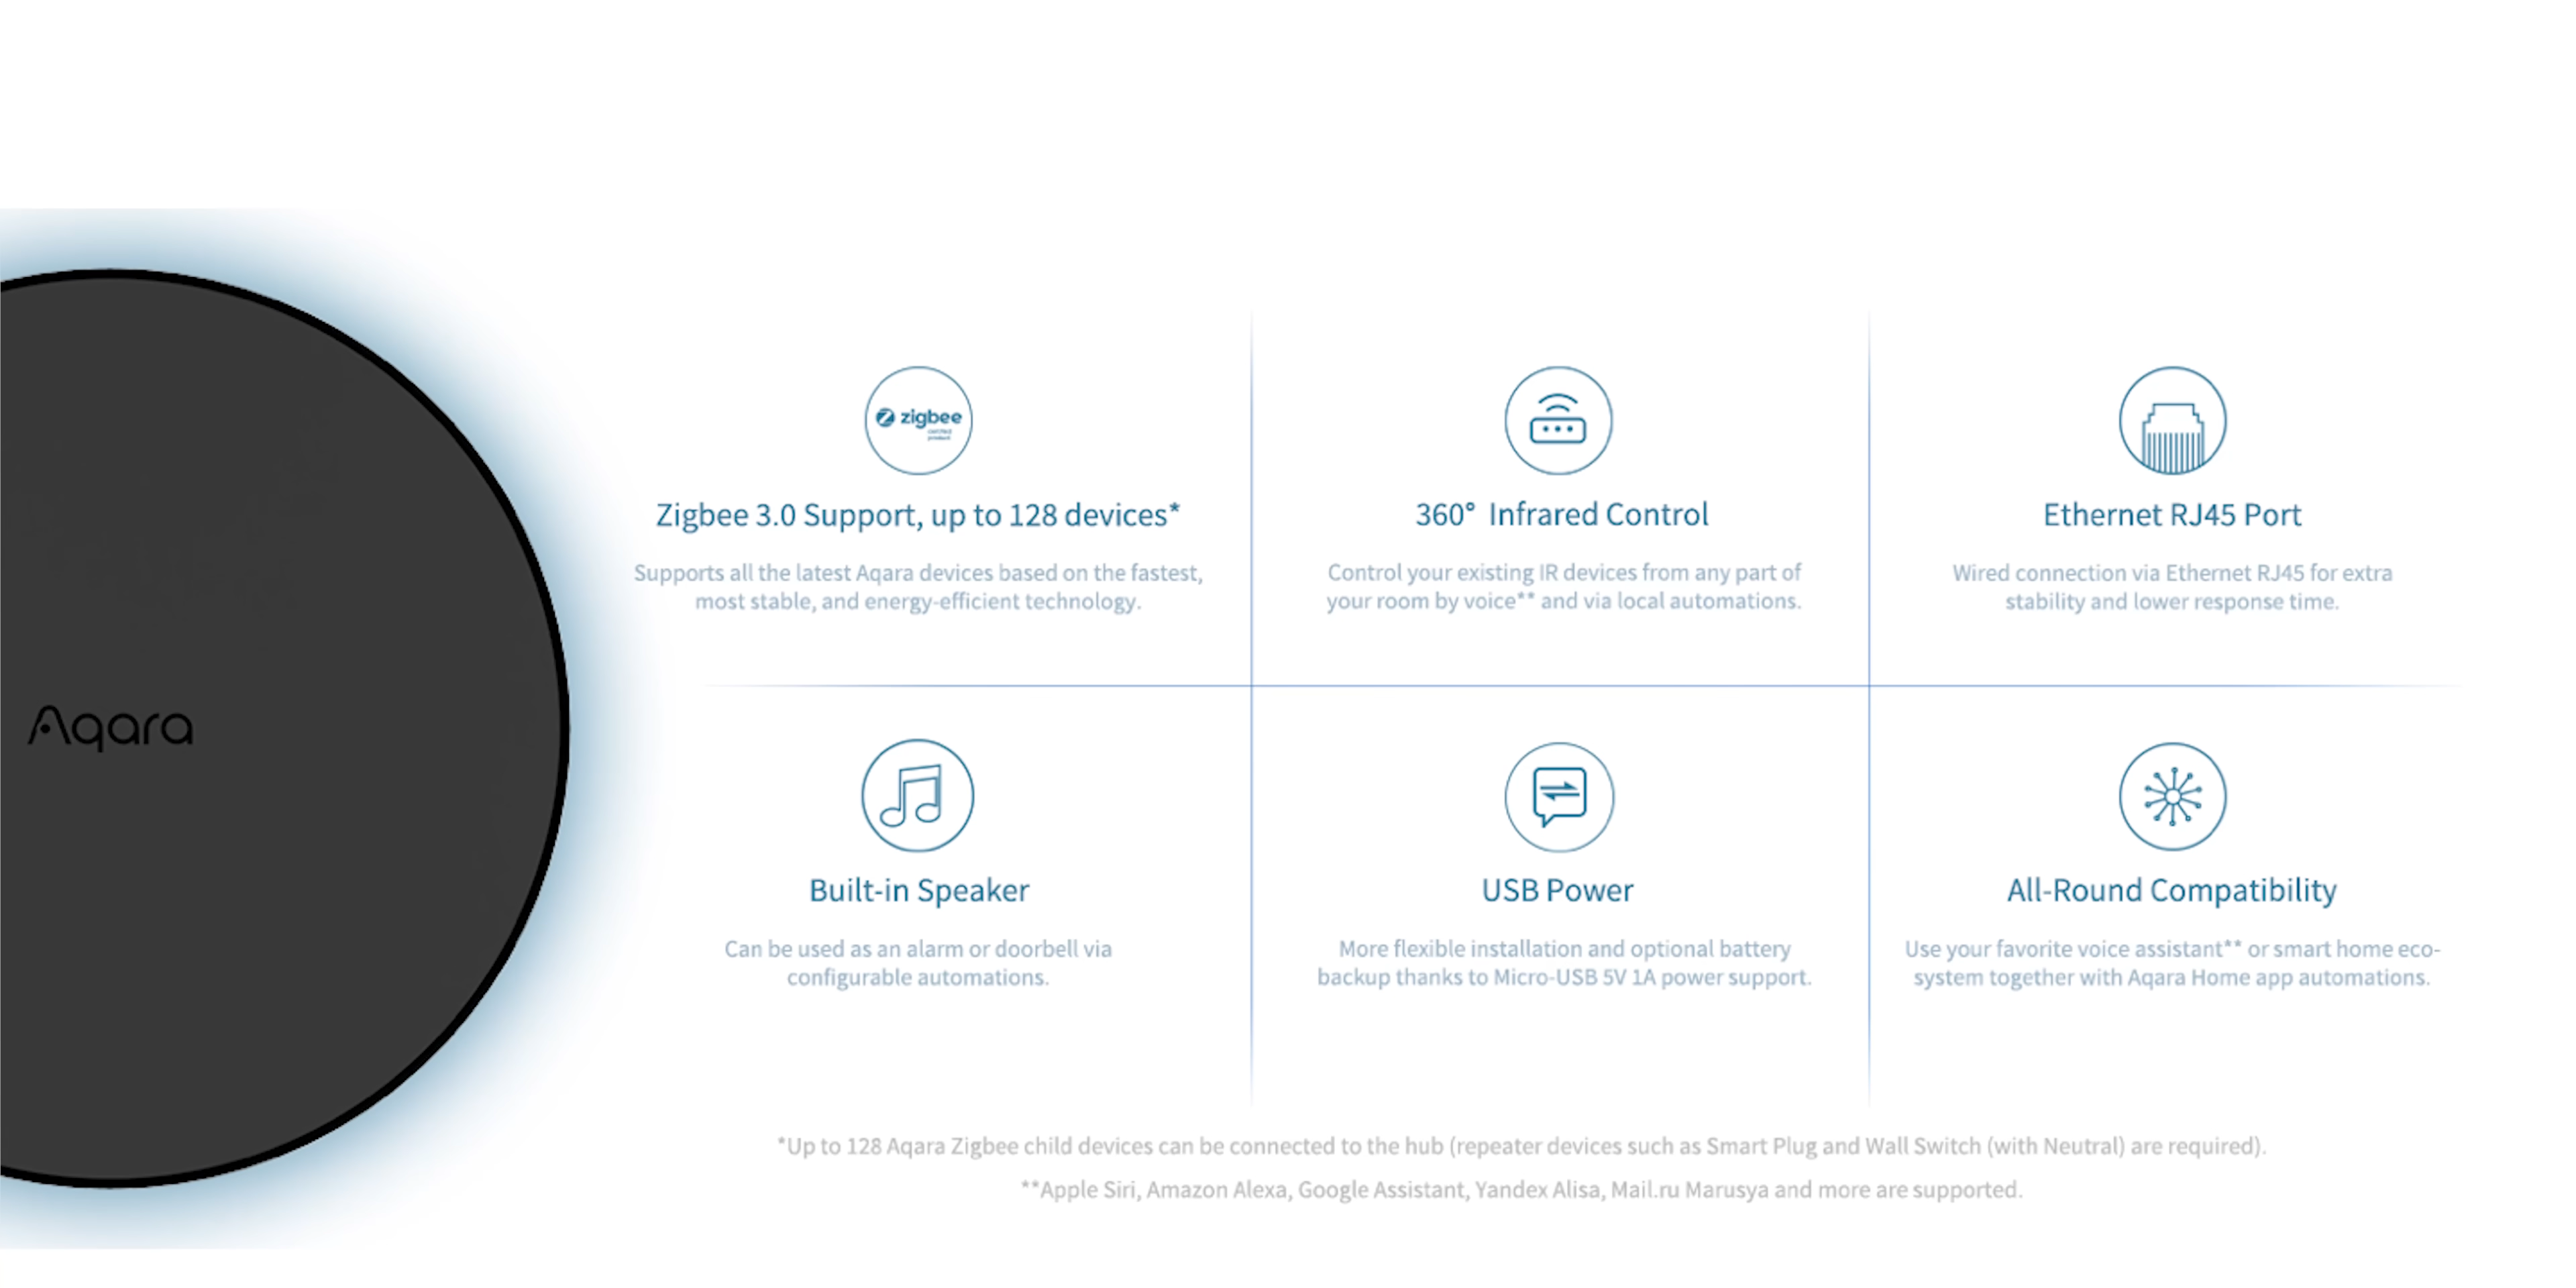 Aqara
zigbee
certified
product
Zigbee 3.0 Support, up to 128 devices*
Supports all the latest Aqara devices based on the fastest,
most stable, and energy-efficient technology.
360° Infrared Control
Control your existing IR devices from any part of
your room by voice** and via local automations.
Ethernet RJ45 Port
Wired connection via Ethernet RJ45 for extra
stability and lower response time.
Built-in Speaker
Can be used as an alarm or doorbell via
configurable automations.
USB Power
More flexible installation and optional battery
backup thanks to Micro-USB 5V 1A power support.
All-Round Compatibility
Use your favorite voice assistant** or smart home eco-
system together with Aqara Home app automations.
*Up to 128 Aqara Zigbee child devices can be connected to the hub (repeater devices such as Smart Plug and Wall Switch (with Neutral) are required).
**Apple Siri, Amazon Alexa, Google Assistant, Yandex Alisa, Mail.ru Marusya and more are supported.